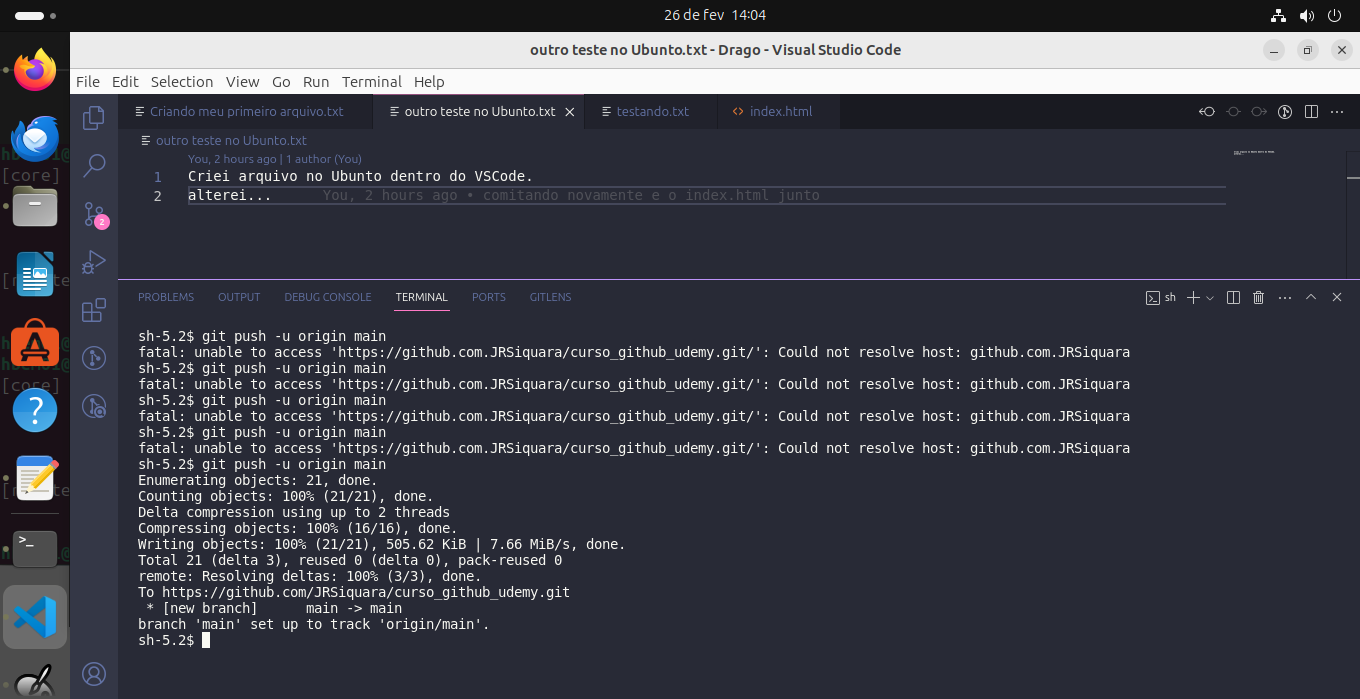 26 de fev 14:04
outro teste no Ubunto.txt - Drago - Visual Studio Code
File Edit Selection View Go Run Terminal Help
Criando meu primeiro arquivo.txt outro teste no Ubunto.txt testando.txt index.html
outro teste no Ubunto.txt
You, 2 hours ago | 1 author (You)
1 Criei arquivo no Ubunto dentro do VSCode.
2 alterei... You, 2 hours ago • comitando novamente e o index.html junto
[core]
2
[core]
PROBLEMS OUTPUT DEBUG CONSOLE TERMINAL PORTS GITLENS
sh
sh-5.2$ git push -u origin main
fatal: unable to access 'https://github.com.JRSiquara/curso_github_udemy.git/': Could not resolve host: github.com.JRSiquara
sh-5.2$ git push -u origin main
fatal: unable to access 'https://github.com.JRSiquara/curso_github_udemy.git/': Could not resolve host: github.com.JRSiquara
sh-5.2$ git push -u origin main
fatal: unable to access 'https://github.com.JRSiquara/curso_github_udemy.git/': Could not resolve host: github.com.JRSiquara
sh-5.2$ git push -u origin main
fatal: unable to access 'https://github.com.JRSiquara/curso_github_udemy.git/': Could not resolve host: github.com.JRSiquara
sh-5.2$ git push -u origin main
Enumerating objects: 21, done.
Counting objects: 100% (21/21), done.
Delta compression using up to 2 threads
Compressing objects: 100% (16/16), done.
Writing objects: 100% (21/21), 505.62 KiB | 7.66 MiB/s, done.
Total 21 (delta 3), reused 0 (delta 0), pack-reused 0
remote: Resolving deltas: 100% (3/3), done.
To https://github.com/JRSiquara/curso_github_udemy.git
 * [new branch]      main -> main
branch 'main' set up to track 'origin/main'.
sh-5.2$